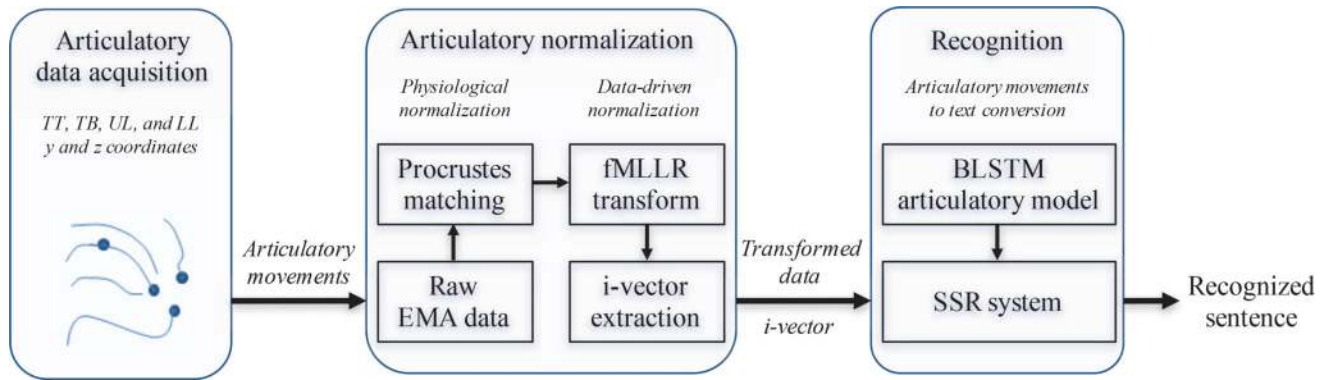 Articulatory
data acquisition
TT, TB, UL, and LL
y and z coordinates
Articulatory
movements
Articulatory normalization
Physiological
normalization
Data-driven
normalization
Procrustes
matching
fMLLR
transform
Raw
EMA data
i-vector
extraction
Transformed
data
i-vector
Recognition
Articulatory movements
to text conversion
BLSTM
articulatory model
SSR system
Recognized
sentence